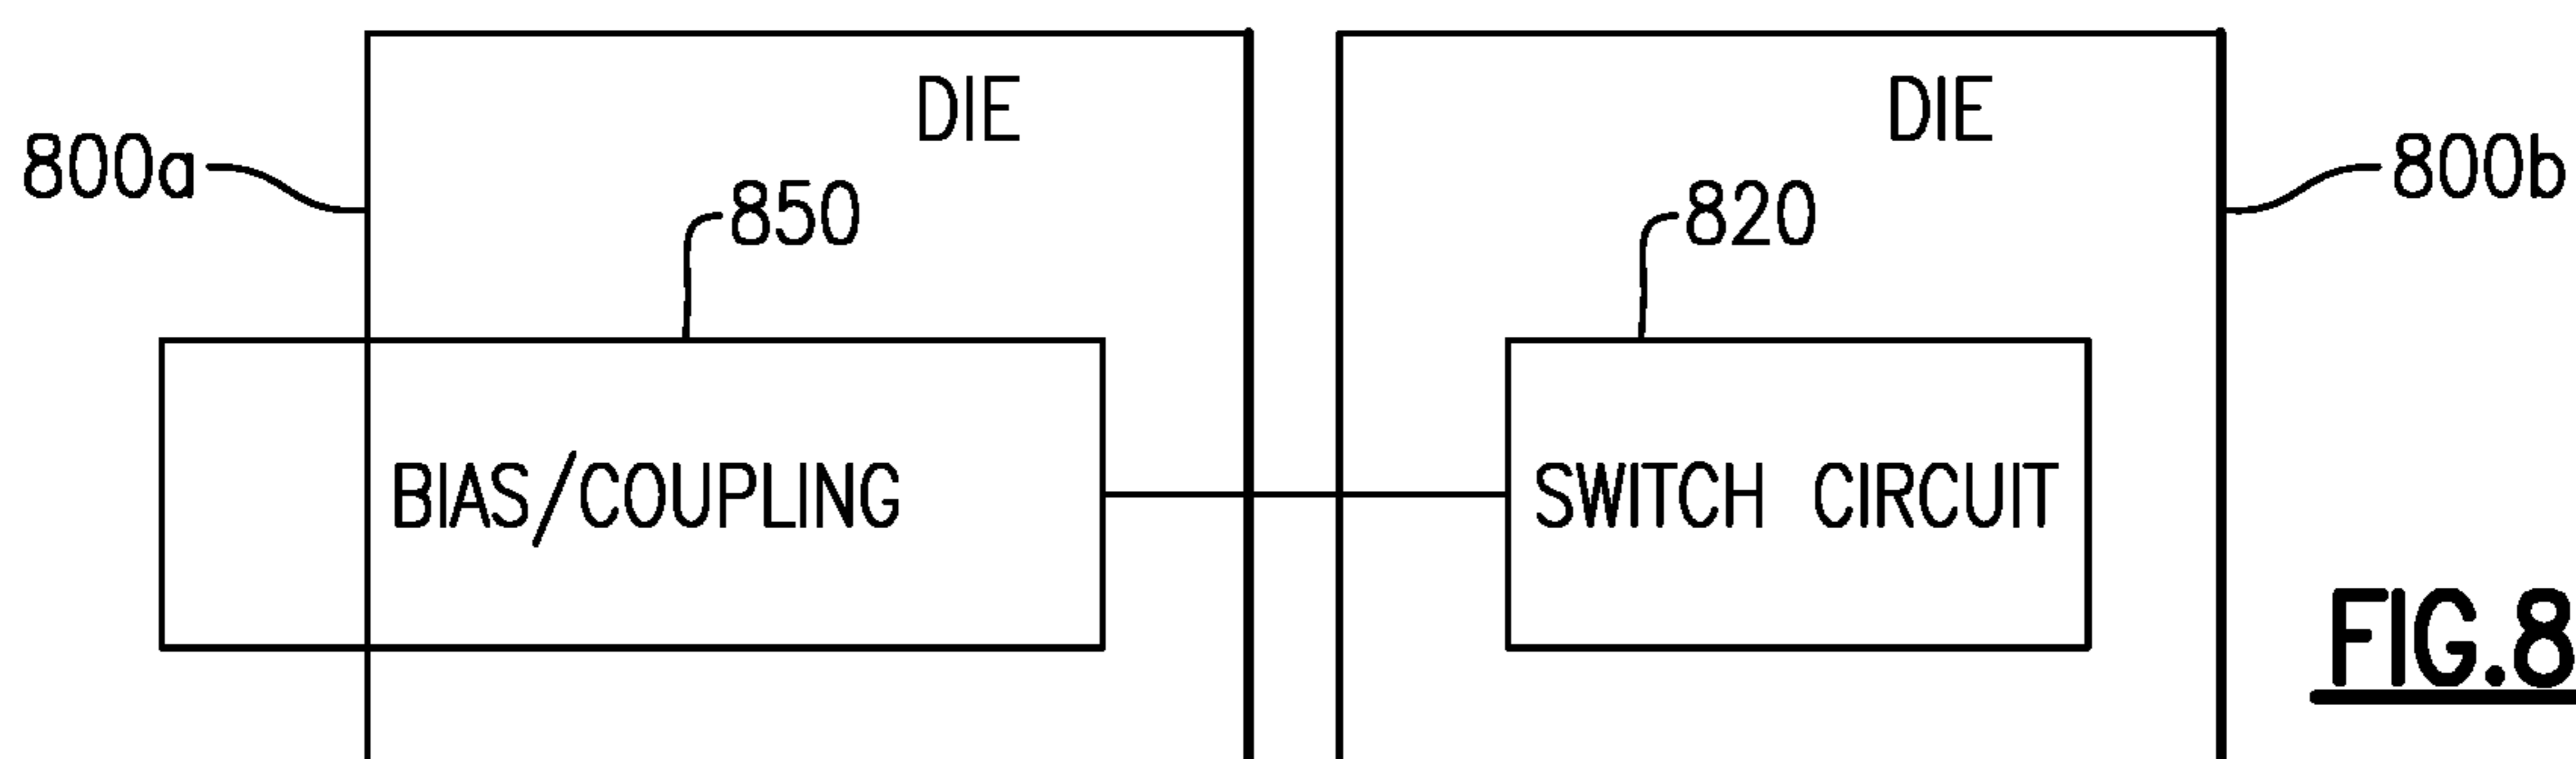 DIE
DIE
800a
800b
850
820
BIAS/COUPLING
SWITCH CIRCUIT
FIG.8